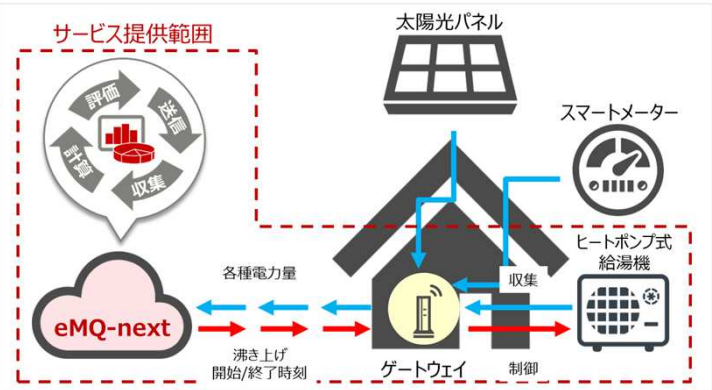 サービス提供範囲
太陽光パネル
評価
送信
収集
計算
スマートメーター
ヒートポンプ式
給湯機
各種電力量
収集
eMQ-next
沸き上げ
開始/終了時刻
ゲートウェイ
制御